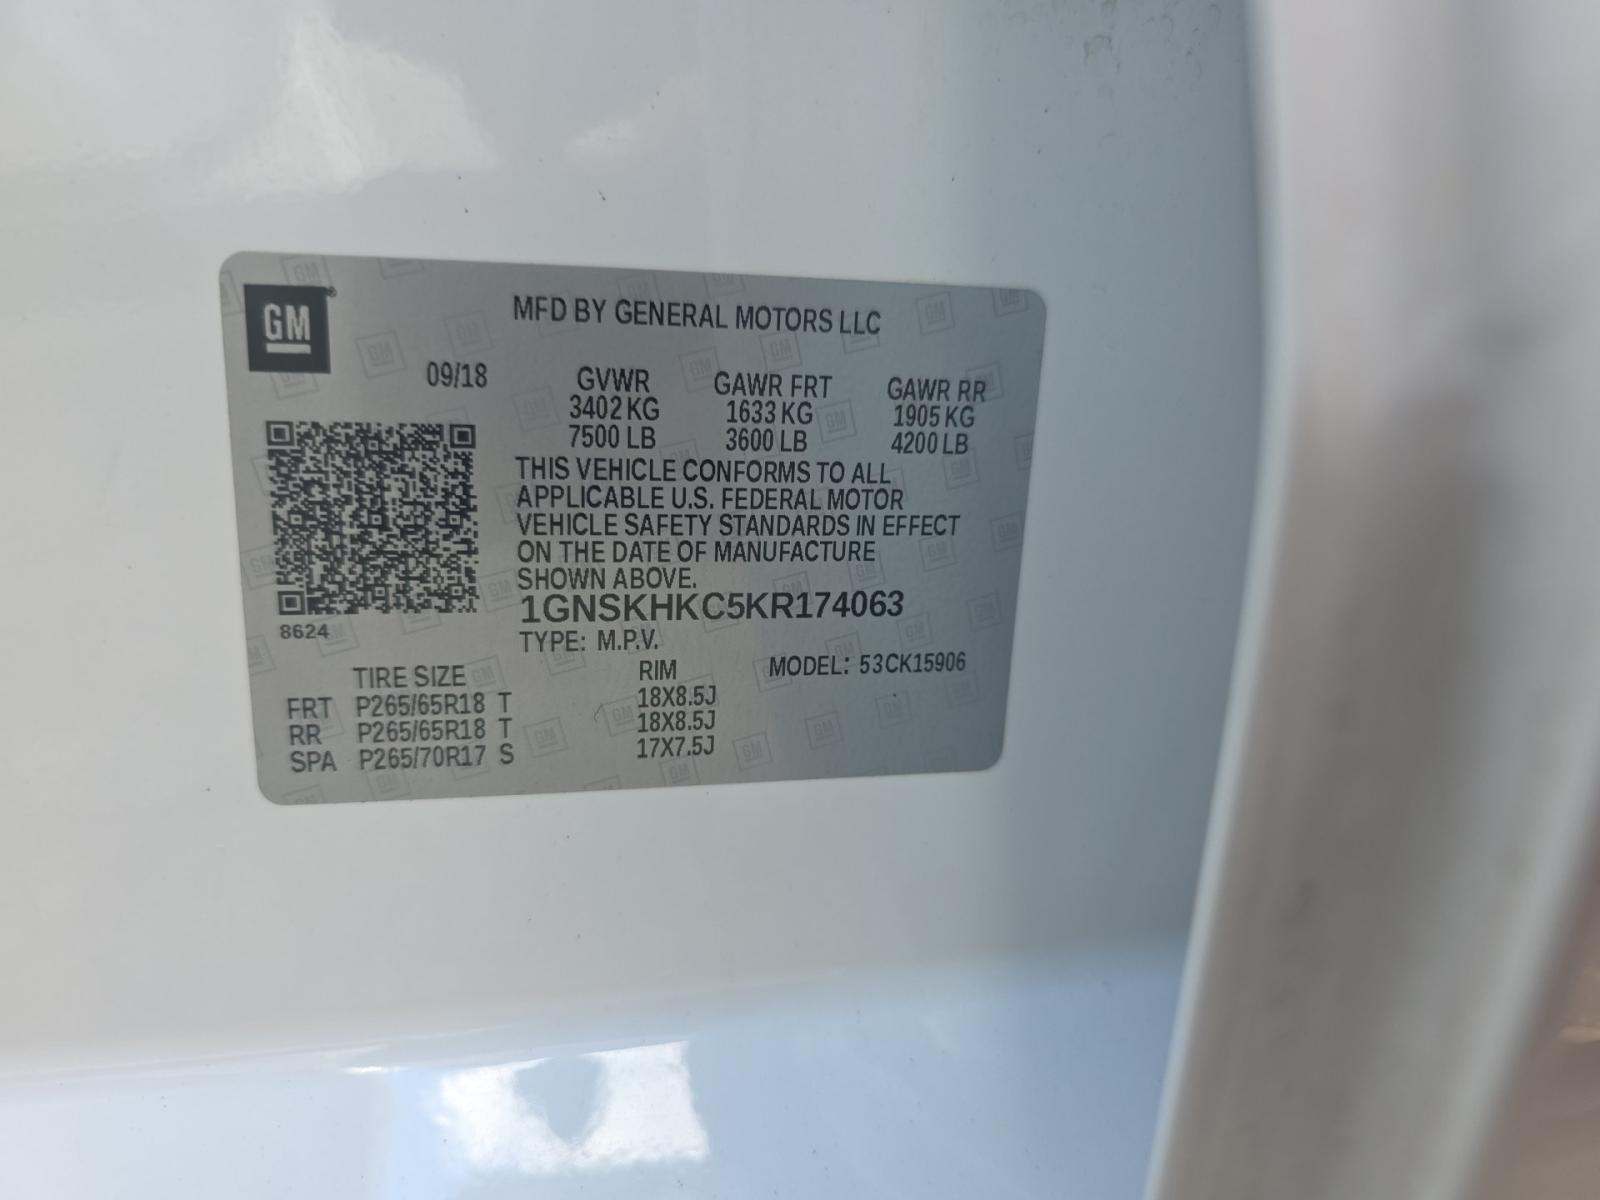 GM
MFD BY GENERAL MOTORS LLC
09/18 GVWR GAWR FRT GAWR RR
3402 KG 1633 KG 1905 KG
7500 LB 3600 LB 4200 LB
THIS VEHICLE CONFORMS TO ALL
APPLICABLE U.S. FEDERAL MOTOR
VEHICLE SAFETY STANDARDS IN EFFECT
ON THE DATE OF MANUFACTURE
SHOWN ABOVE.
1GNSKHKC5KR174063
8624
TYPE: M.P.V.
MODEL: 53CK15906
TIRE SIZE RIM
FRT P265/65R18 T 18X8.5J
RR P265/65R18 T 18X8.5J
SPA P265/70R17 S 17X7.5J